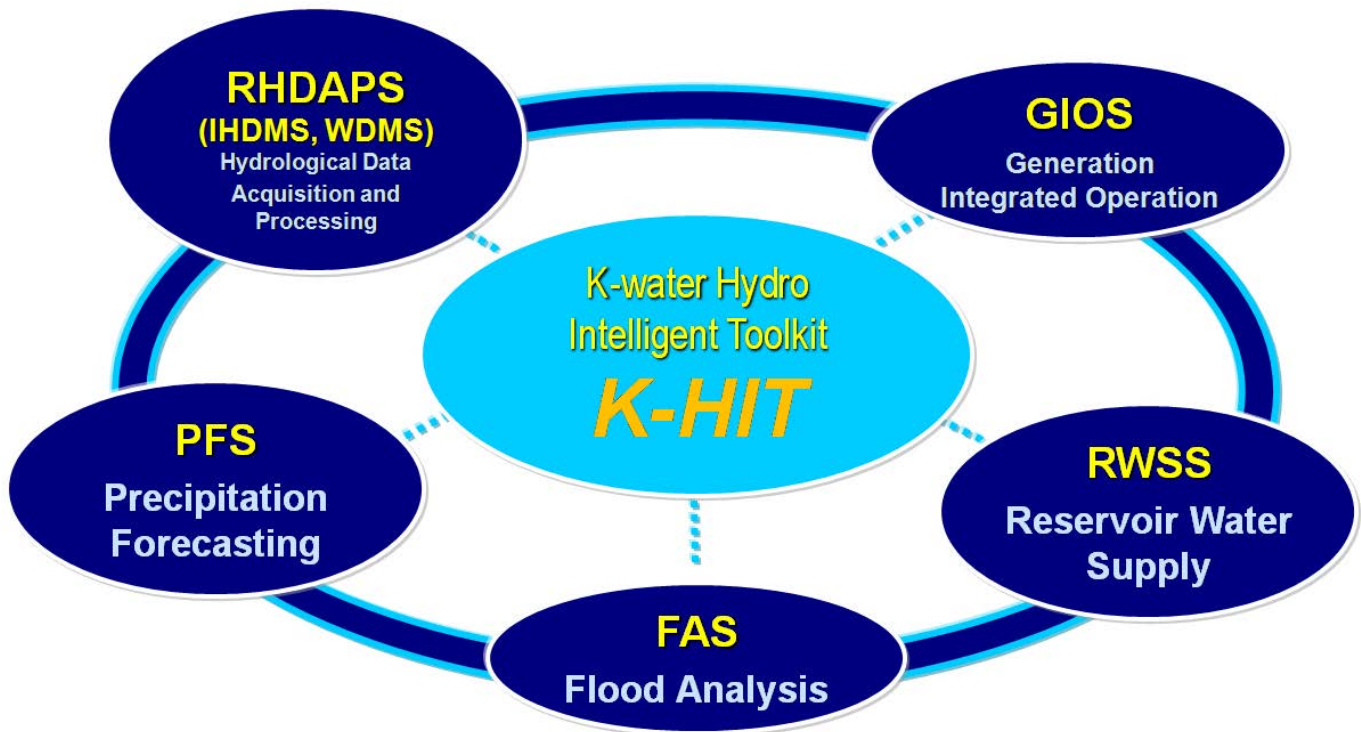 RHDAPS
(IHDMS, WDMS)
Hydrological Data
Acquisition and
Processing
GIOS
Generation
Integrated Operation
K-water Hydro
Intelligent Toolkit
K-HIT
PFS
Precipitation
Forecasting
RWSS
Reservoir Water
Supply
FAS
Flood Analysis